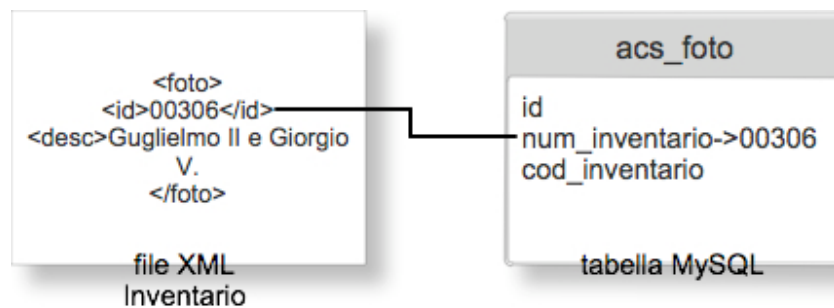 <foto>
<id>00306</id>
<desc>Guglielmo II e Giorgio
V.
</foto>
file XML
Inventario
acs_foto
id
num_inventario->00306
cod_inventario
tabella MySQL